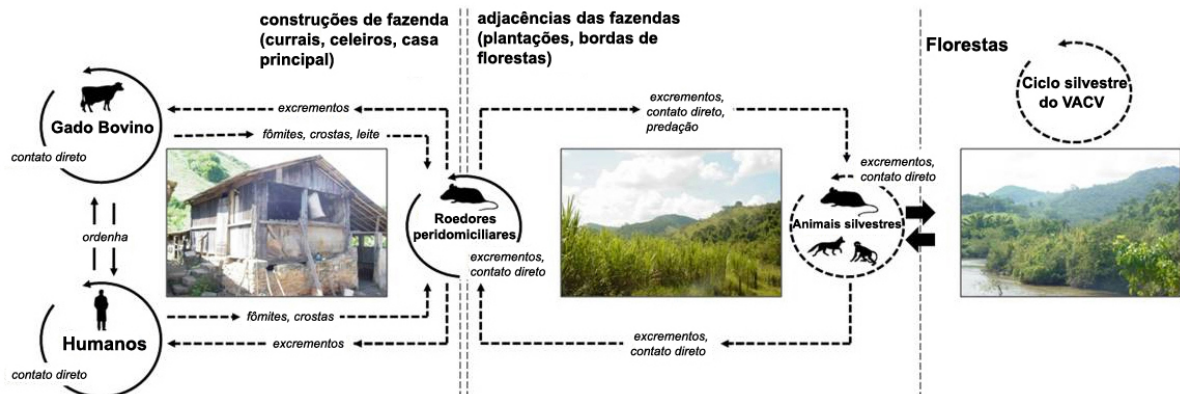 construções de fazenda
(currais, celeiros, casa
principal)
adjacências das fazendas
(plantações, bordas de
florestas)
Florestas
Gado Bovino
contato direto
excrementos
fômites, crostas, leite
ordenha
Humanos
contato direto
fômites, crostas
excrementos
Roedores
peridomiciliares
excrementos,
contato direto
excrementos,
contato direto,
predação
excrementos,
contato direto
excrementos,
contato direto
Animais silvestres
Ciclo silvestre
do VACV